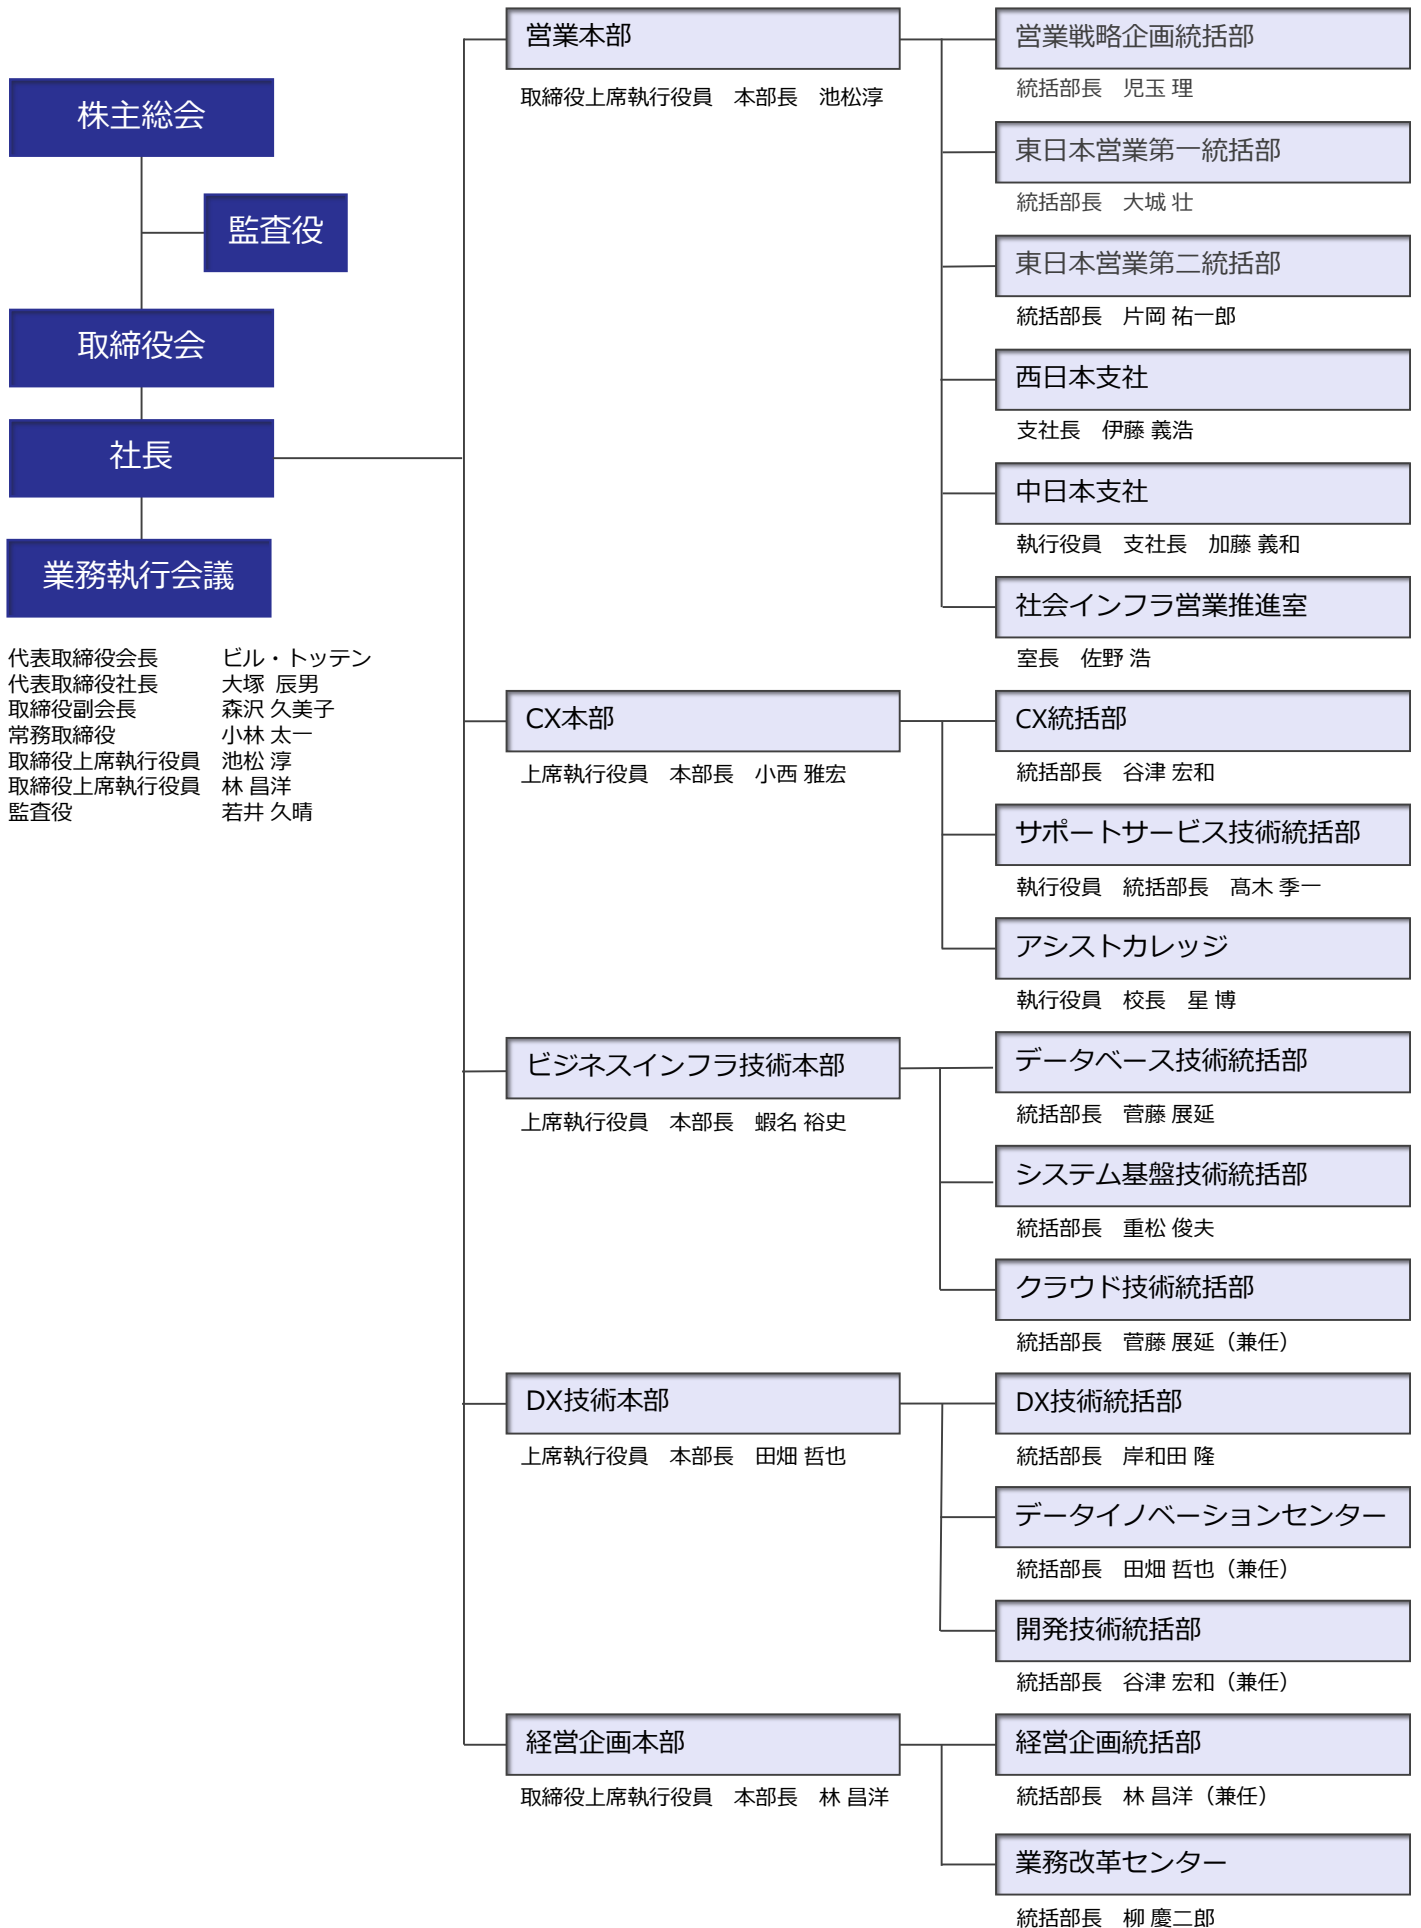 株主総会
監査役
取締役会
社長
業務執行会議
代表取締役会長　ビル・トッテン
代表取締役社長　大塚 辰男
取締役副会長　森沢 久美子
常務取締役　小林 太一
取締役上席執行役員　池松 淳
取締役上席執行役員　林 昌洋
監査役　若井 久晴
営業本部
取締役上席執行役員　本部長　池松淳
営業戦略企画統括部
統括部長　児玉 理
東日本営業第一統括部
統括部長　大城 壮
東日本営業第二統括部
統括部長　片岡 祐一郎
西日本支社
支社長　伊藤 義浩
中日本支社
執行役員　支社長　加藤 義和
社会インフラ営業推進室
室長　佐野 浩
CX本部
上席執行役員　本部長　小西 雅宏
CX統括部
統括部長　谷津 宏和
サポートサービス技術統括部
執行役員　統括部長　髙木 季一
アシストカレッジ
執行役員　校長　星 博
ビジネスインフラ技術本部
上席執行役員　本部長　蝦名 裕史
データベース技術統括部
統括部長　菅藤 展延
システム基盤技術統括部
統括部長　重松 俊夫
クラウド技術統括部
統括部長　菅藤 展延（兼任）
DX技術本部
上席執行役員　本部長　田畑 哲也
DX技術統括部
統括部長　岸和田 隆
データイノベーションセンター
統括部長　田畑 哲也（兼任）
開発技術統括部
統括部長　谷津 宏和（兼任）
経営企画本部
取締役上席執行役員　本部長　林 昌洋
経営企画統括部
統括部長　林 昌洋（兼任）
業務改革センター
統括部長　柳 慶二郎